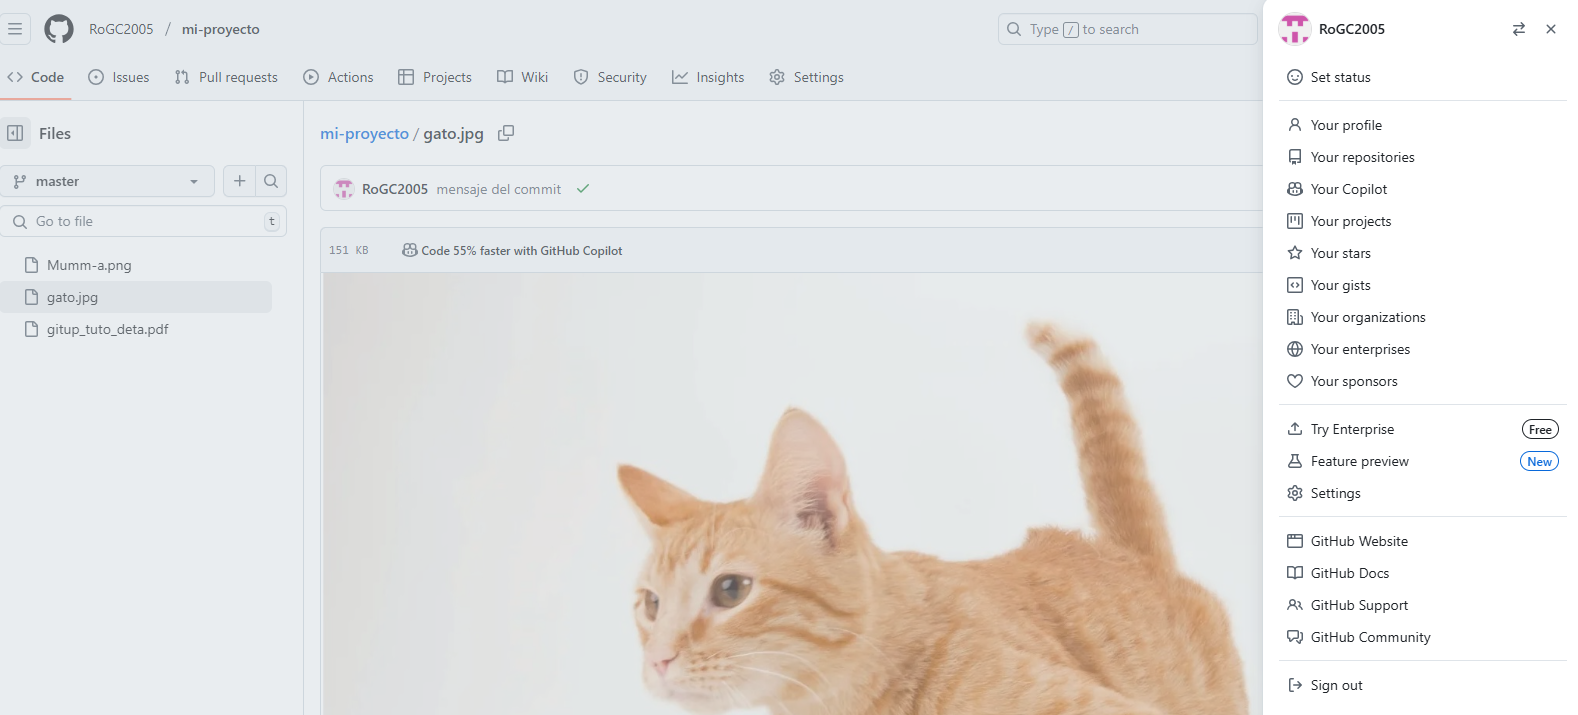 RoGC2005 / mi-proyecto
Type / to search
Code Issues Pull requests Actions Projects Wiki Security Insights Settings
Files
master
Go to file t
Mumm-a.png
gato.jpg
gitup_tuto_deta.pdf
mi-proyecto / gato.jpg
RoGC2005 mensaje del commit
151 KB Code 55% faster with GitHub Copilot
RoGC2005
Set status
Your profile
Your repositories
Your Copilot
Your projects
Your stars
Your gists
Your organizations
Your enterprises
Your sponsors
Try Enterprise Free
Feature preview New
Settings
GitHub Website
GitHub Docs
GitHub Support
GitHub Community
Sign out